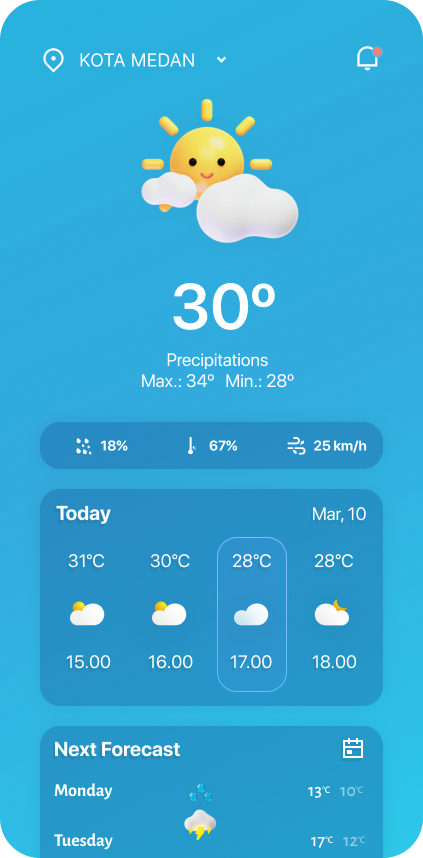 KOTA MEDAN
30º
Precipitations
Max.: 34º Min.: 28º
18% 67% 25 km/h
Today Mar, 10
31°C 30°C 28°C 28°C
15.00 16.00 17.00 18.00
Next Forecast
Monday 13°C 10°C
Tuesday 17°C 12°C